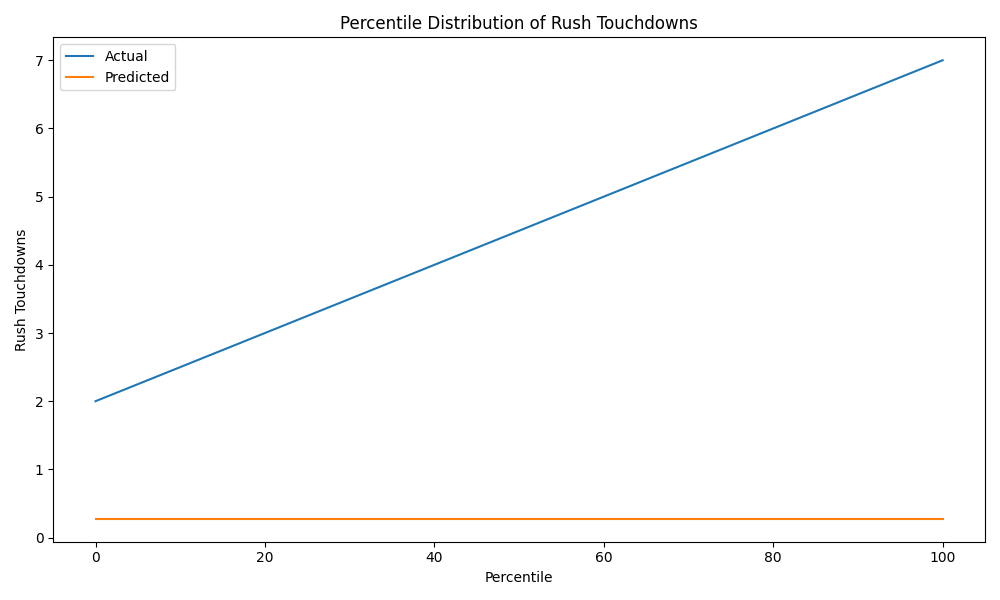 Percentile Distribution of Rush Touchdowns
Actual
Predicted
Rush Touchdowns
7
6
5
4
3
2
1
0
0 20 40 60 80 100
Percentile